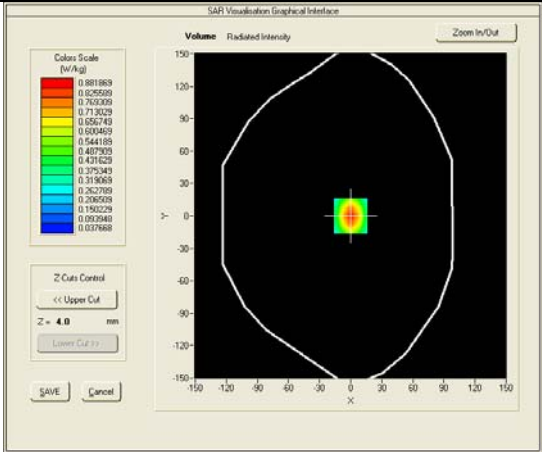 SAR Visualisation Graphical Interface
Volume Radiated Intensity
Zoom In/Out
Colors Scale
(W/kg)
0.881869
0.825589
0.769309
0.713029
0.656749
0.600469
0.544189
0.487909
0.431629
0.375349
0.319069
0.262789
0.206509
0.150229
0.093948
0.037668
Z-Cuts Control
<< Upper Cut
Z = 4.0 mm
Lower Cut >>
SAVE Cancel
150
120
90
60
30
0
-30
-60
-90
-120
-150
Y
-150 -120 -90 -60 -30 0 30 60 90 120 150
X